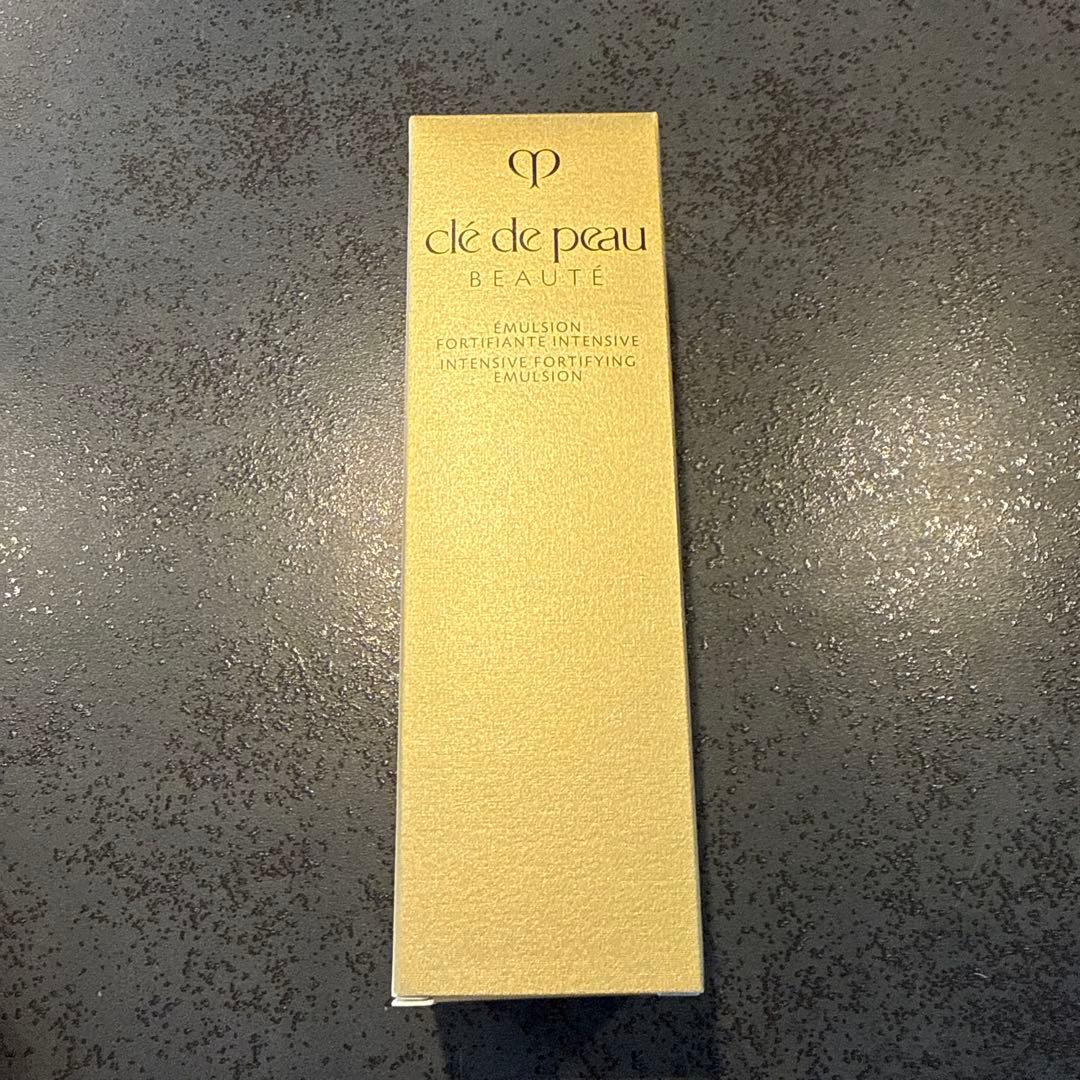 clé de peau
BEAUTÉ
ÉMULSION
FORTIFIANTE INTENSIVE
INTENSIVE FORTIFYING
EMULSION